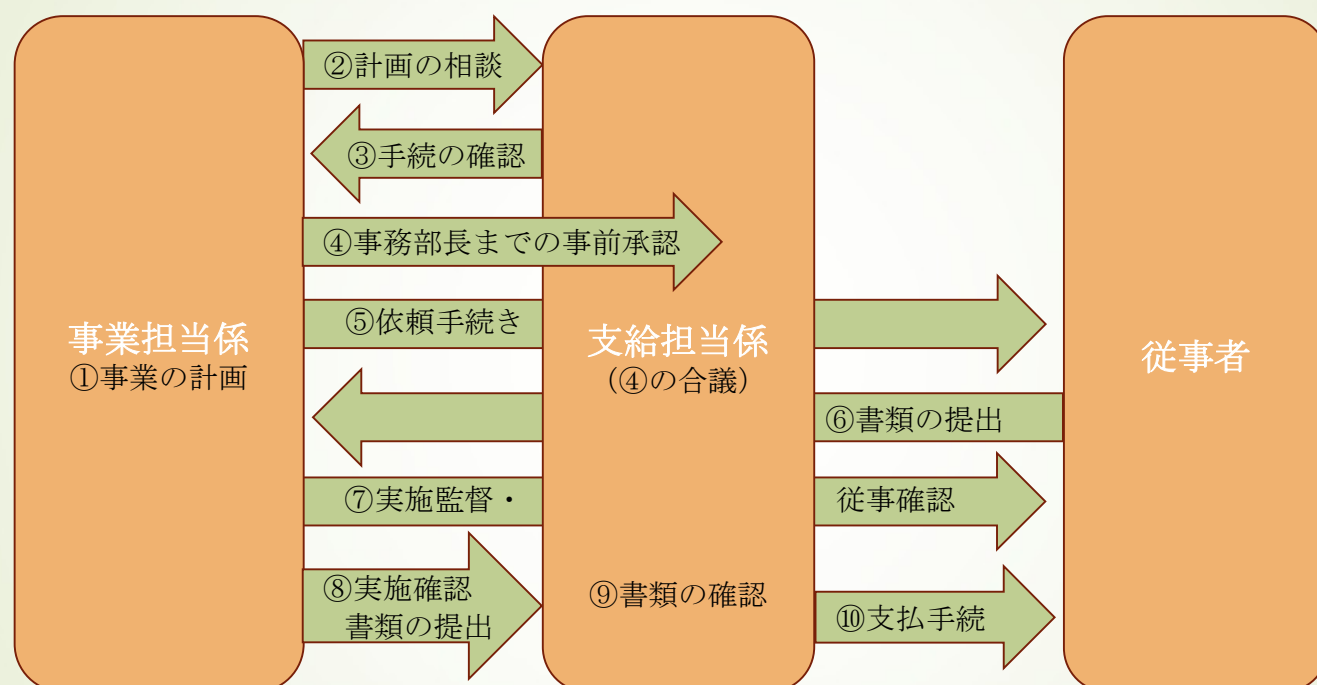 ②計画の相談
③手続の確認
④事務部長までの事前承認
⑤依頼手続き
事業担当係
①事業の計画
支給担当係
(④の合議)
従事者
⑥書類の提出
⑦実施監督・
従事確認
⑧実施確認
書類の提出
⑨書類の確認
⑩支払手続